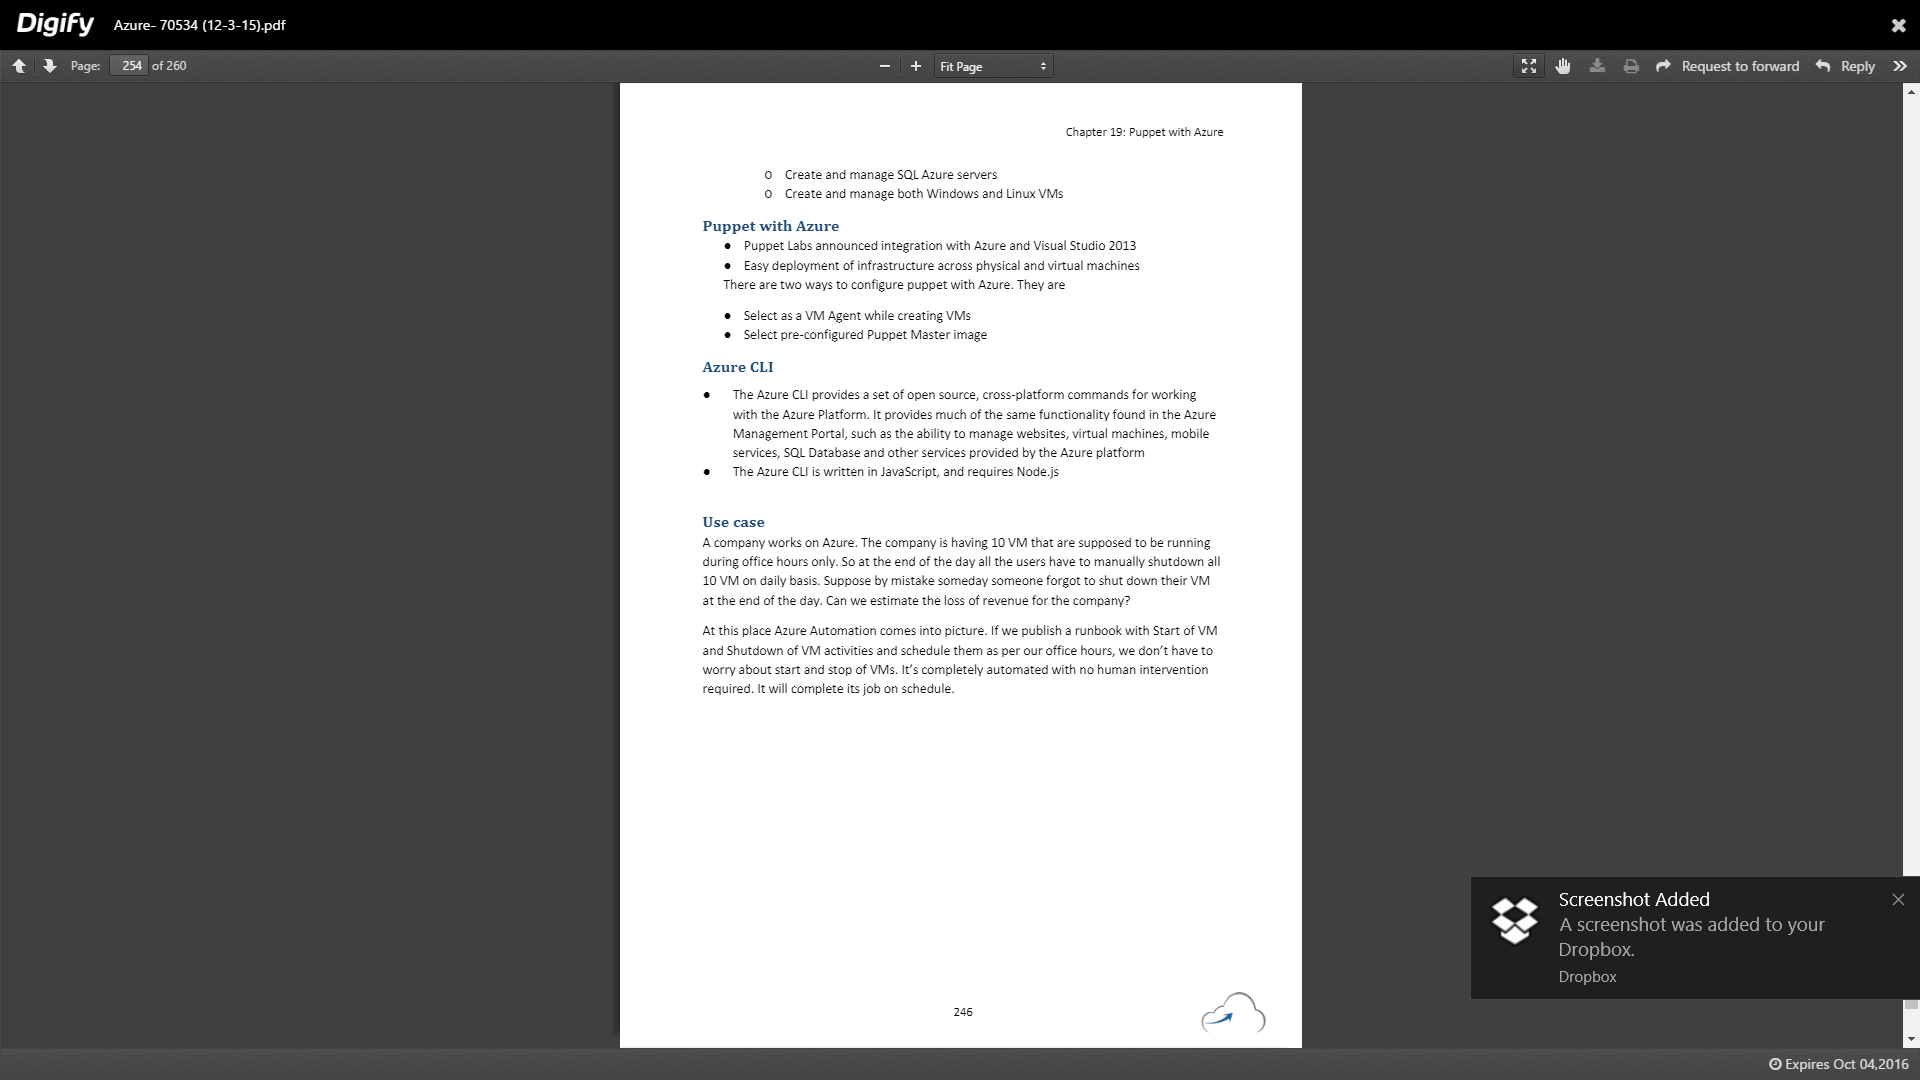 Digify Azure- 70534 (12-3-15).pdf
Page: 254 of 260
Fit Page
Request to forward
Reply
Chapter 19: Puppet with Azure
o Create and manage SQL Azure servers
o Create and manage both Windows and Linux VMs
Puppet with Azure
● Puppet Labs announced integration with Azure and Visual Studio 2013
● Easy deployment of infrastructure across physical and virtual machines
There are two ways to configure puppet with Azure. They are
● Select as a VM Agent while creating VMs
● Select pre-configured Puppet Master image
Azure CLI
● The Azure CLI provides a set of open source, cross-platform commands for working
with the Azure Platform. It provides much of the same functionality found in the Azure
Management Portal, such as the ability to manage websites, virtual machines, mobile
services, SQL Database and other services provided by the Azure platform
● The Azure CLI is written in JavaScript, and requires Node.js
Use case
A company works on Azure. The company is having 10 VM that are supposed to be running
during office hours only. So at the end of the day all the users have to manually shutdown all
10 VM on daily basis. Suppose by mistake someday someone forgot to shut down their VM
at the end of the day. Can we estimate the loss of revenue for the company?
At this place Azure Automation comes into picture. If we publish a runbook with Start of VM
and Shutdown of VM activities and schedule them as per our office hours, we don't have to
worry about start and stop of VMs. It's completely automated with no human intervention
required. It will complete its job on schedule.
246
Screenshot Added
A screenshot was added to your
Dropbox.
Dropbox
Expires Oct 04,2016